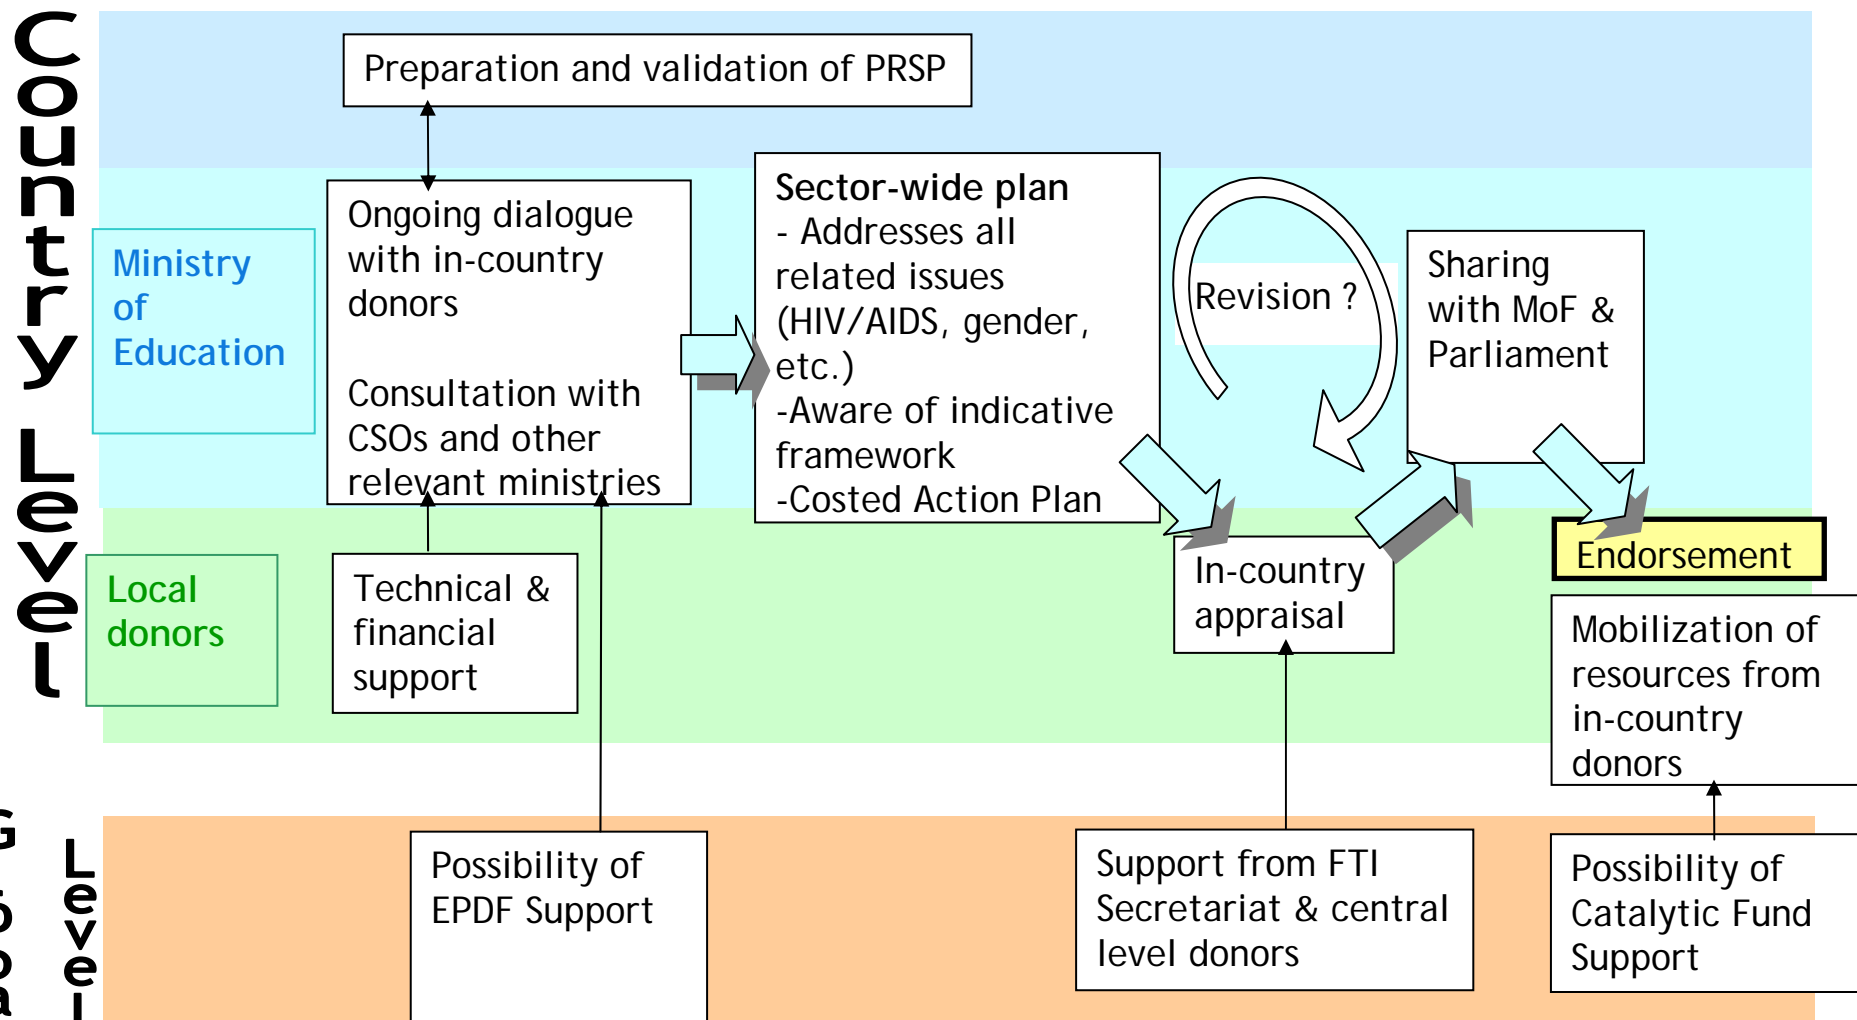 Country Level
Preparation and validation of PRSP
Ministry
of
Education
Ongoing dialogue
with in-country
donors
Consultation with
CSOs and other
relevant ministries
Sector-wide plan
- Addresses all
related issues
(HIV/AIDS, gender,
etc.)
-Aware of indicative
framework
-Costed Action Plan
Revision ?
Sharing
with MoF &
Parliament
Local
donors
Technical &
financial
support
In-country
appraisal
Endorsement
Mobilization of
resources from
in-country
donors
Level
Possibility of
EPDF Support
Support from FTI
Secretariat & central
level donors
Possibility of
Catalytic Fund
Support